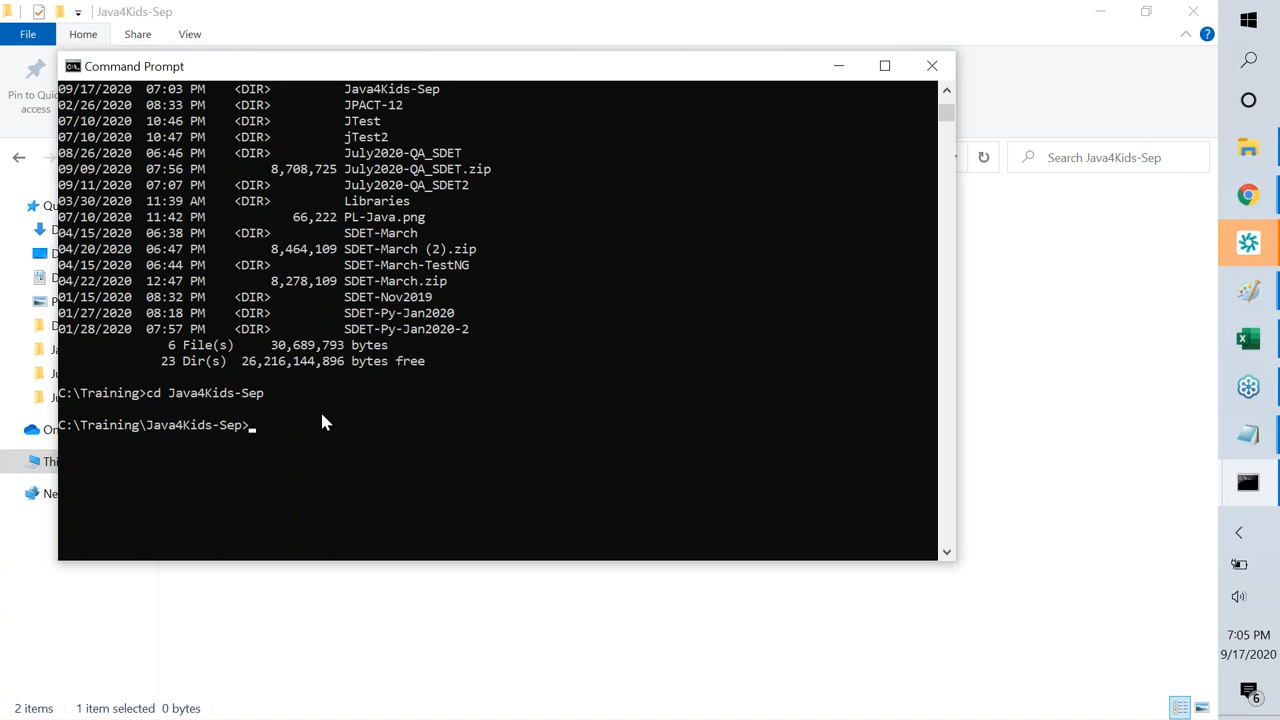 Java4Kids-Sep
File
Home
Share
View
Command Prompt
Pin to Quick
access
09/17/2020 07:03 PM <DIR> Java4Kids-Sep
02/26/2020 08:33 PM <DIR> JPACT-12
07/10/2020 10:46 PM <DIR> JTest
07/10/2020 10:47 PM <DIR> jTest2
08/26/2020 06:46 PM <DIR> July2020-QA_SDET
09/09/2020 07:56 PM 8,708,725 July2020-QA_SDET.zip
09/11/2020 07:07 PM <DIR> July2020-QA_SDET2
03/30/2020 11:39 AM <DIR> Libraries
07/10/2020 11:42 PM 66,222 PL-Java.png
04/15/2020 06:38 PM <DIR> SDET-March
04/20/2020 06:47 PM 8,464,109 SDET-March (2).zip
04/15/2020 06:44 PM <DIR> SDET-March-TestNG
04/22/2020 12:47 PM 8,278,109 SDET-March.zip
01/15/2020 08:32 PM <DIR> SDET-Nov2019
01/27/2020 08:18 PM <DIR> SDET-Py-Jan2020
01/28/2020 07:57 PM <DIR> SDET-Py-Jan2020-2
6 File(s) 30,689,793 bytes
23 Dir(s) 26,216,144,896 bytes free
C:\Training>cd Java4Kids-Sep
C:\Training\Java4Kids-Sep>
Search Java4Kids-Sep
2 items
1 item selected 0 bytes
7:05 PM
9/17/2020
6